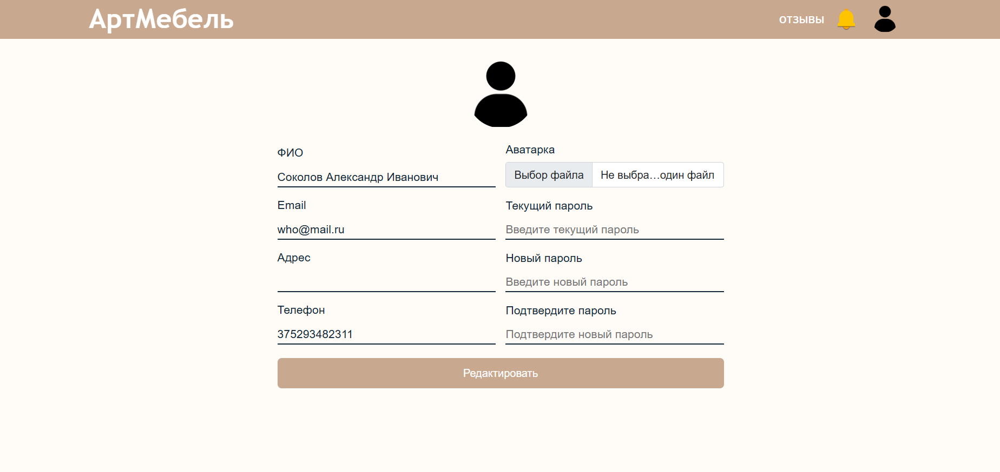 АртМебель
ОТЗЫВЫ
ФИО
Соколов Александр Иванович
Email
who@mail.ru
Адрес
Телефон
375293482311
Аватарка
Выбор файла Не выбра...один файл
Текущий пароль
Введите текущий пароль
Новый пароль
Введите новый пароль
Подтвердите пароль
Подтвердите новый пароль
Редактировать